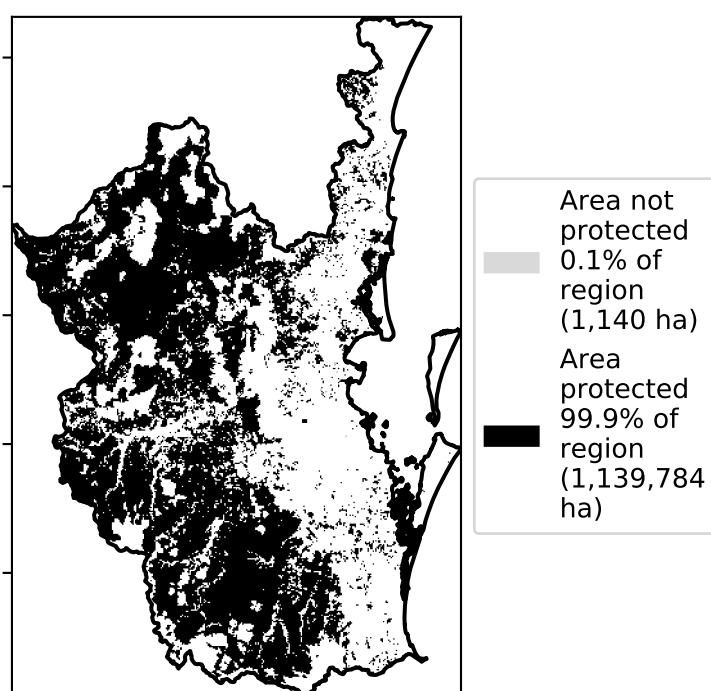 Area not
protected
0.1% of
region
(1,140 ha)
Area
protected
99.9% of
region
(1,139,784
ha)